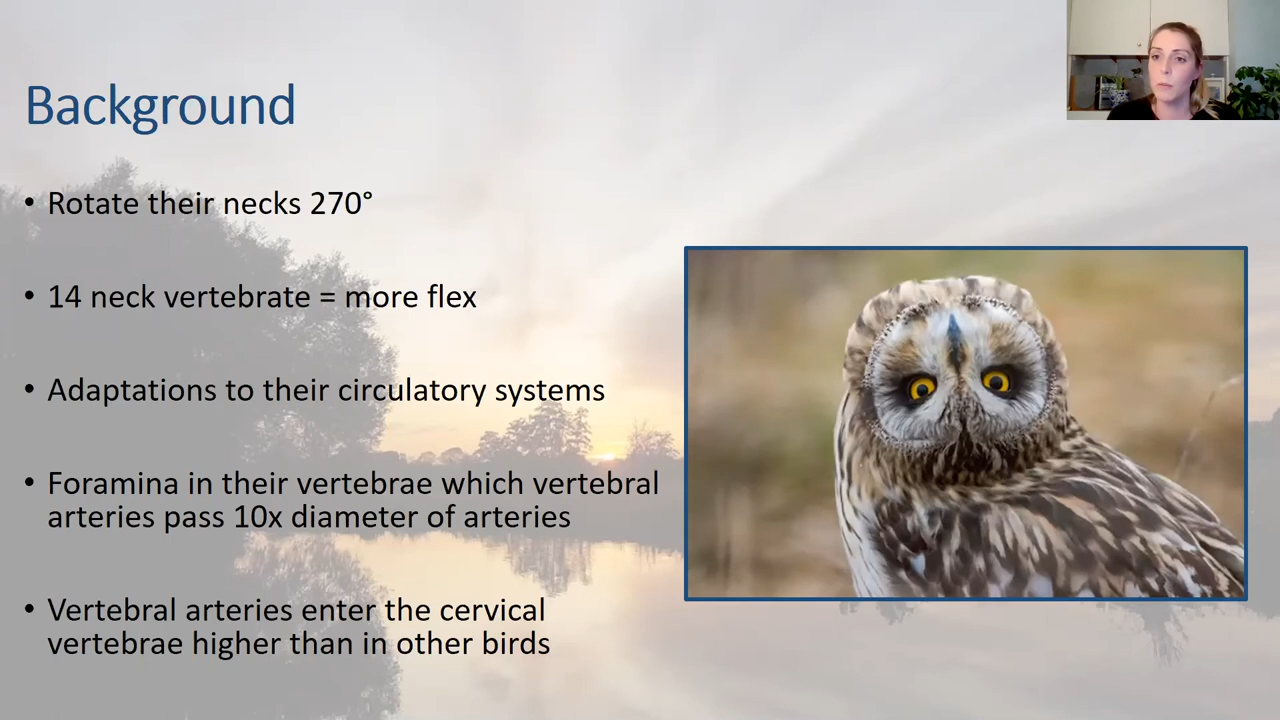 Background
• Rotate their necks 270°
• 14 neck vertebrate = more flex
• Adaptations to their circulatory systems
• Foramina in their vertebrae which vertebral
arteries pass 10x diameter of arteries
• Vertebral arteries enter the cervical
vertebrae higher than in other birds